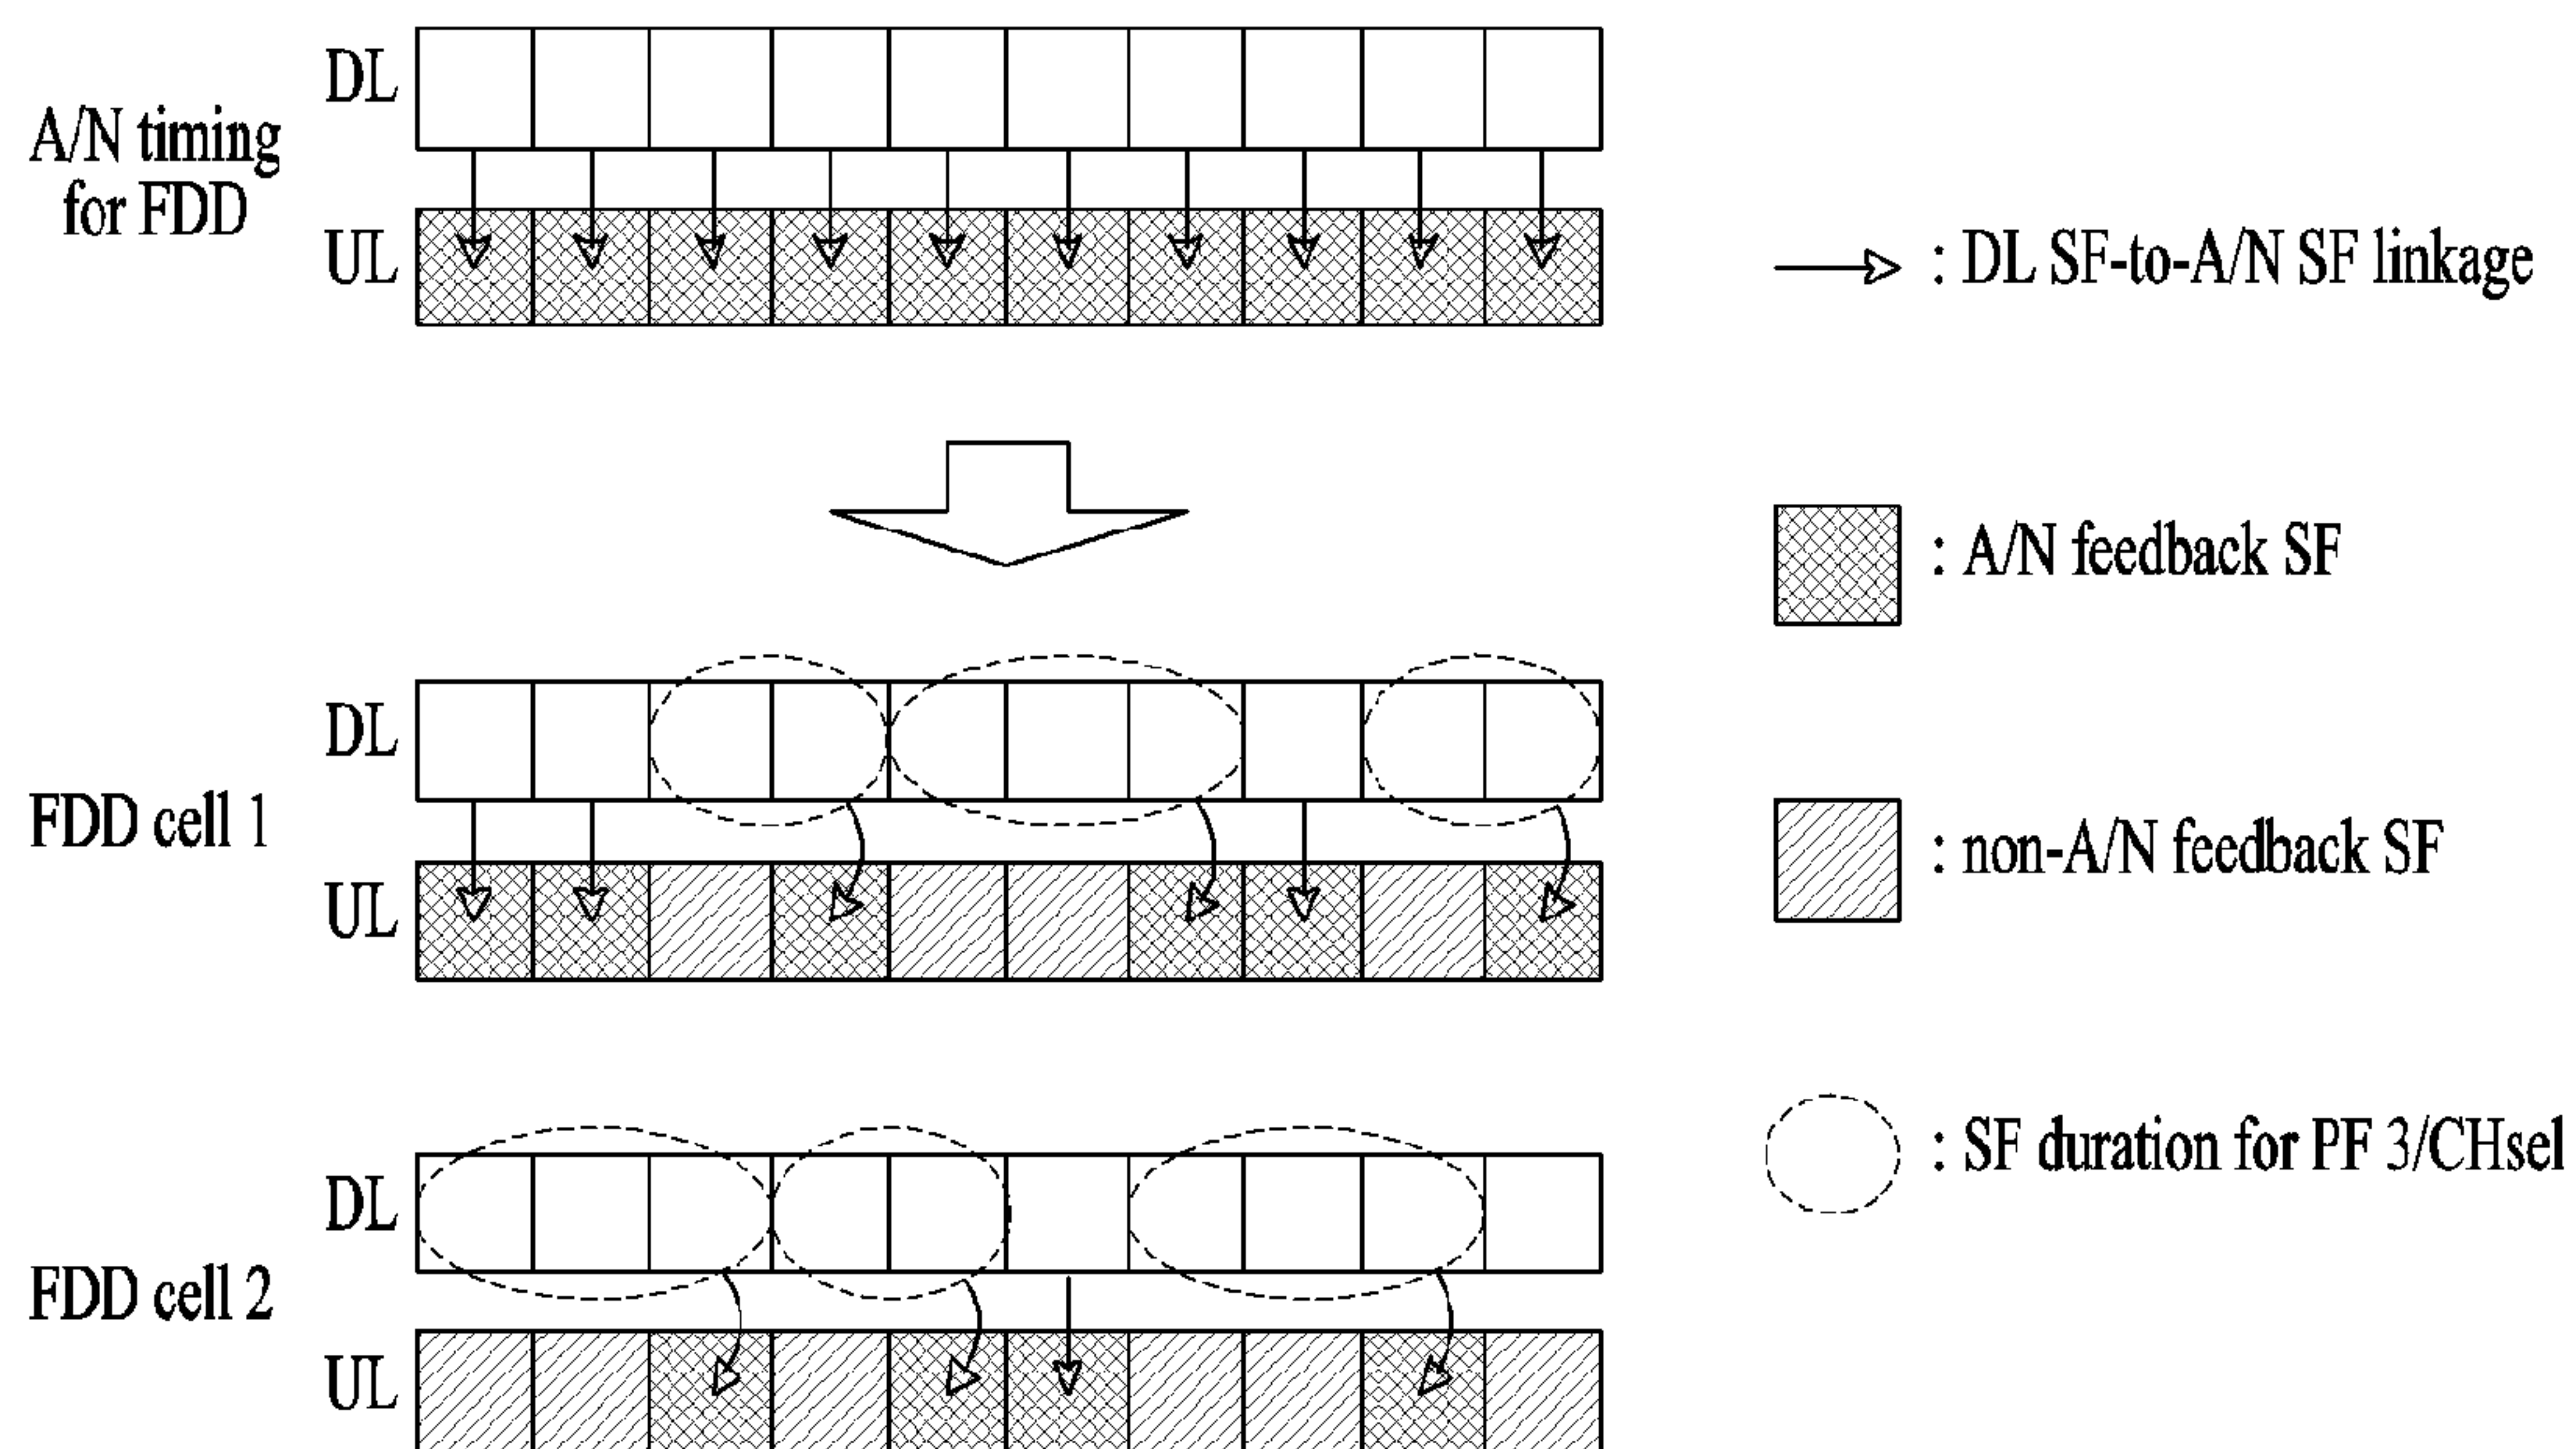 DL
A/N timing
for FDD
UL
: DL SF-to-A/N SF linkage
: A/N feedback SF
DL
FDD cell 1
UL
: non-A/N feedback SF
DL
: SF duration for PF 3/CHsel
FDD cell 2
UL